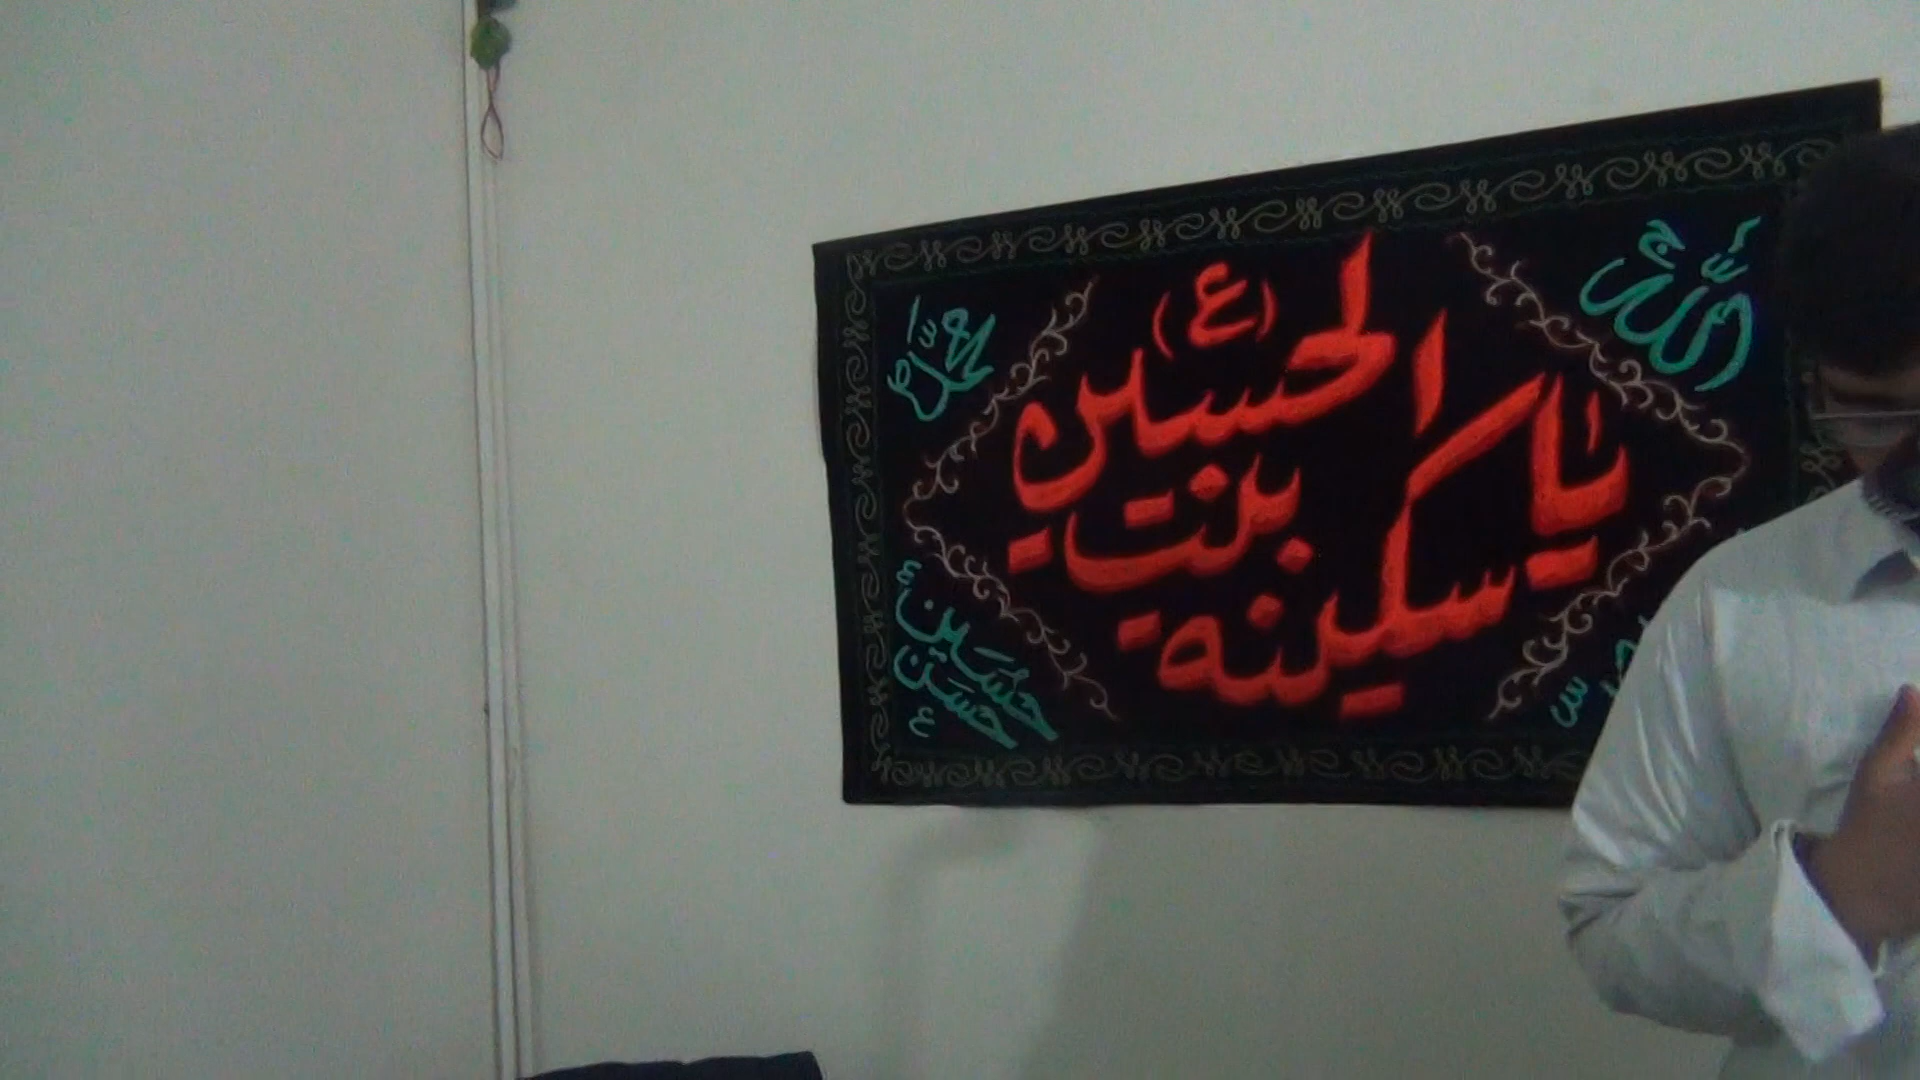 الله ج
محمد ص
یا سکینه
بنت
الحسین (ع)
حسین
حسن
ع
س